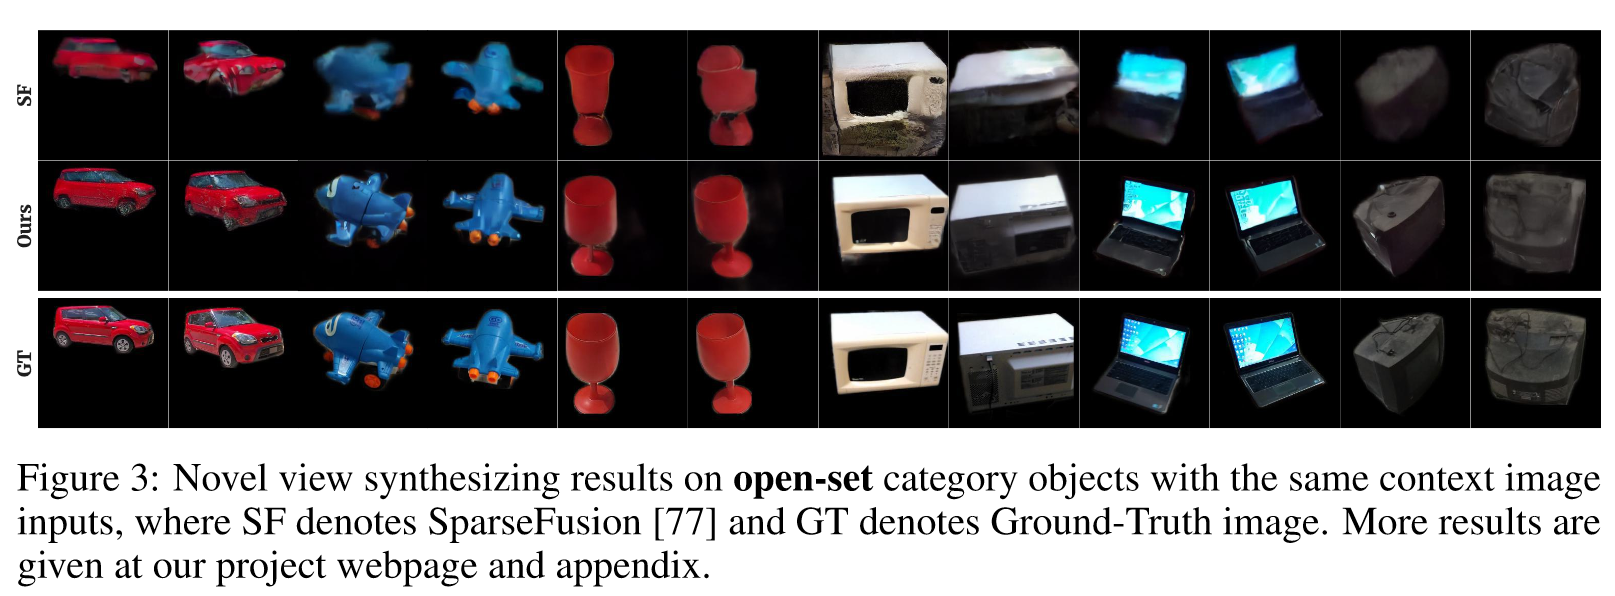 SF
Ours
GT
Figure 3: Novel view synthesizing results on open-set category objects with the same context image
inputs, where SF denotes SparseFusion [77] and GT denotes Ground-Truth image. More results are
given at our project webpage and appendix.